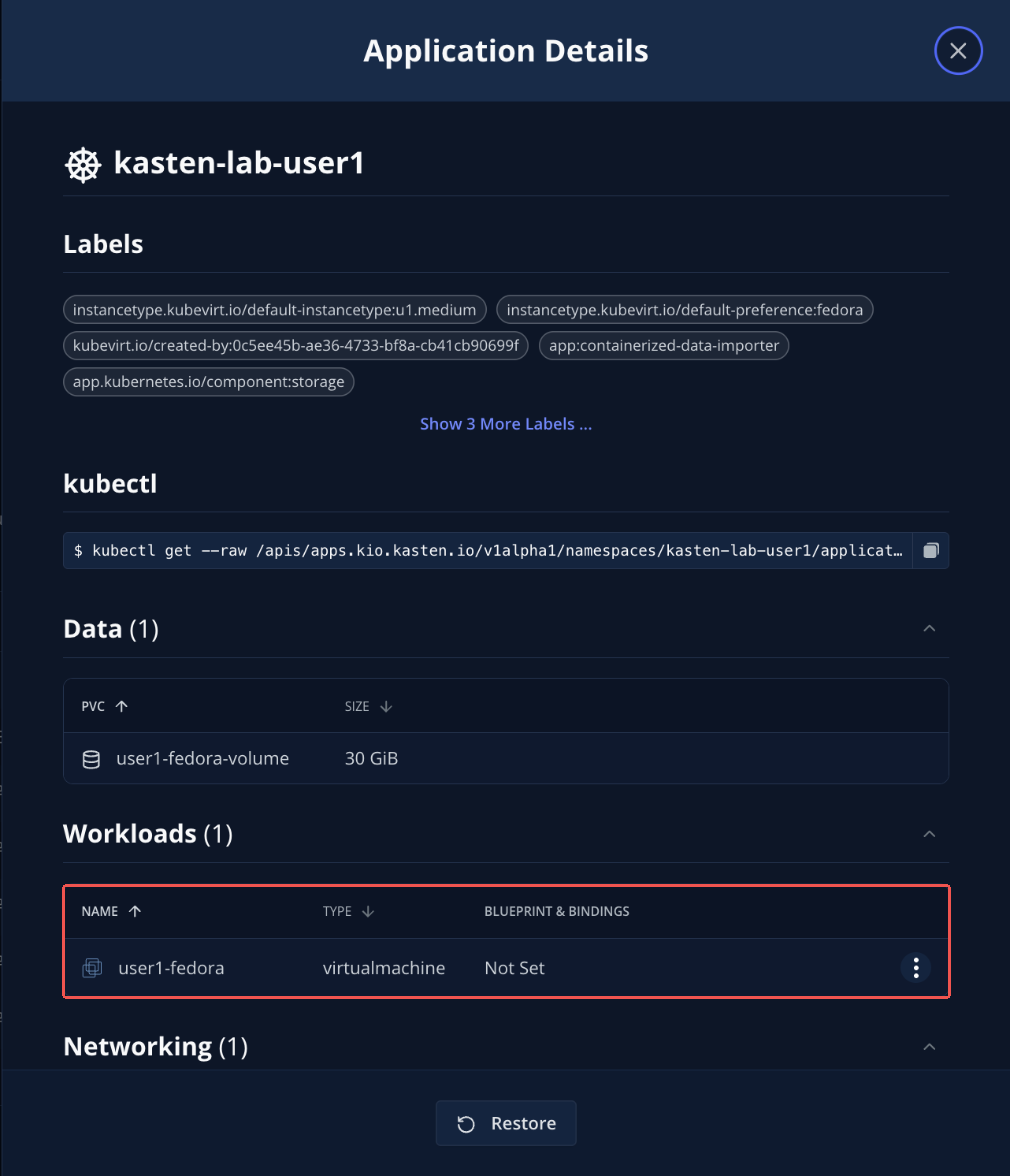 Application Details
kasten-lab-user1
Labels
instancetype.kubevirt.io/default-instancetype:u1.medium
instancetype.kubevirt.io/default-preference:fedora
kubevirt.io/created-by:0c5ee45b-ae36-4733-bf8a-cb41cb90699f
app:containerized-data-importer
app.kubernetes.io/component:storage
Show 3 More Labels ...
kubectl
$ kubectl get --raw /apis/apps.kio.kasten.io/v1alpha1/namespaces/kasten-lab-user1/applicat…
Data (1)
PVC SIZE
user1-fedora-volume 30 GiB
Workloads (1)
NAME TYPE BLUEPRINT & BINDINGS
user1-fedora virtualmachine Not Set
Networking (1)
Restore